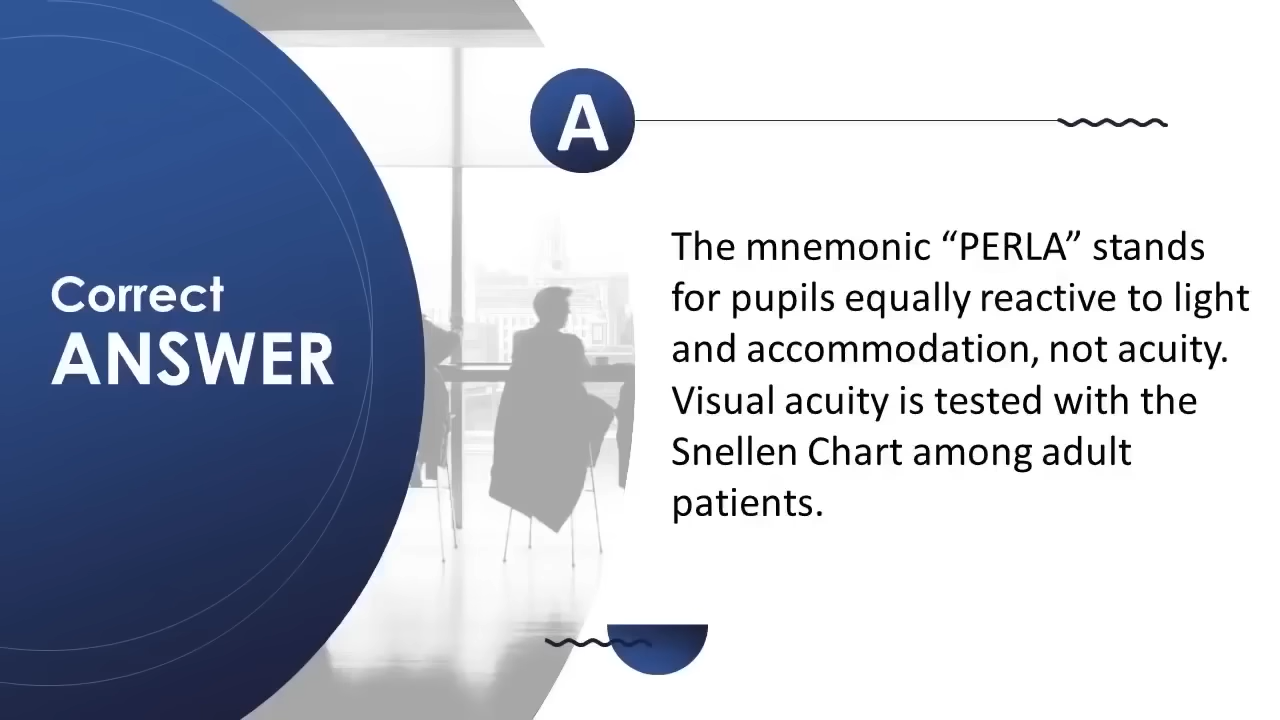 Correct
ANSWER
A
The mnemonic “PERLA” stands
for pupils equally reactive to light
and accommodation, not acuity.
Visual acuity is tested with the
Snellen Chart among adult
patients.